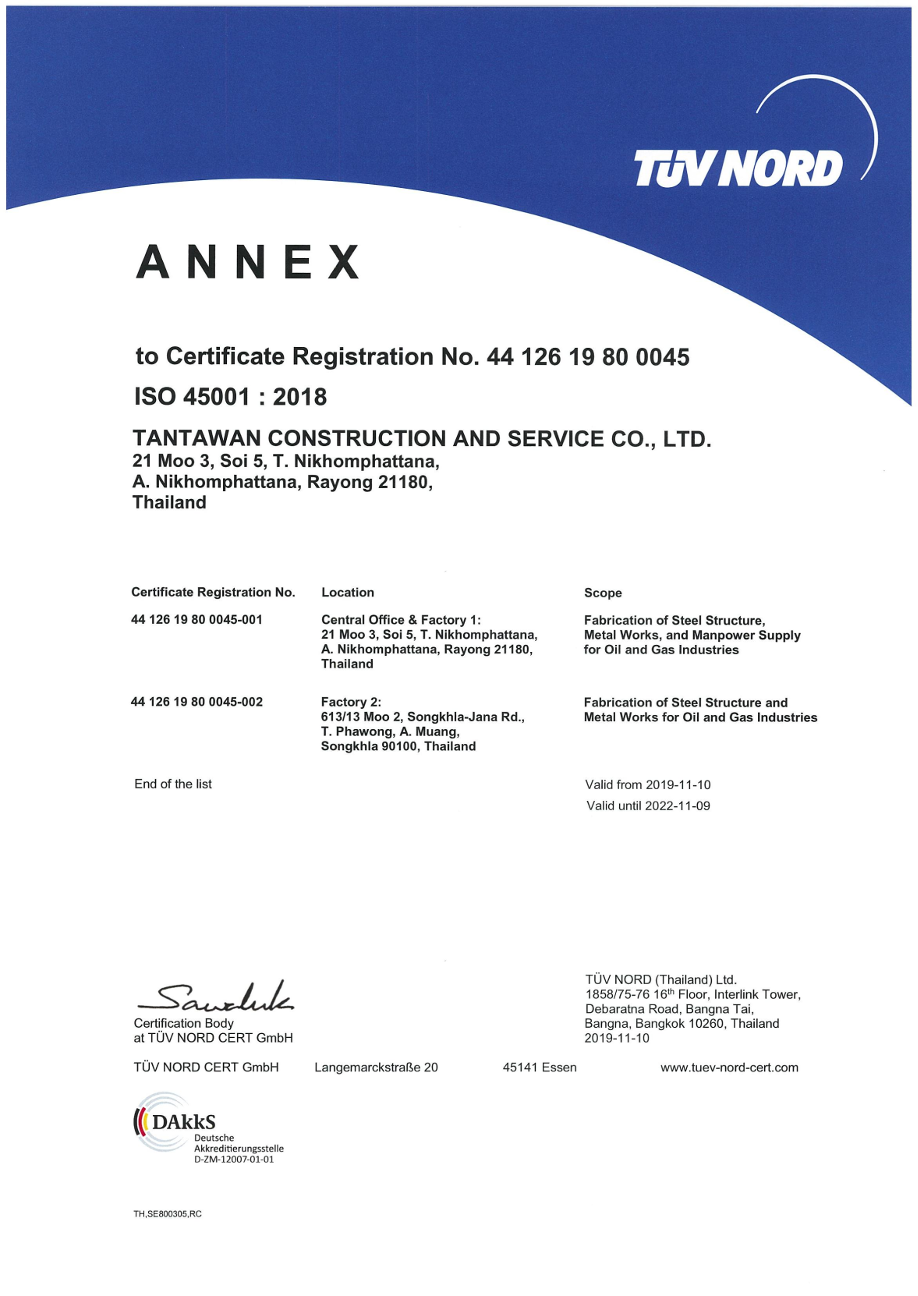 TÜV NORD
ANNEX
to Certificate Registration No. 44 126 19 80 0045
ISO 45001 : 2018
TANTAWAN CONSTRUCTION AND SERVICE CO., LTD.
21 Moo 3, Soi 5, T. Nikhomphattana,
A. Nikhomphattana, Rayong 21180,
Thailand
Certificate Registration No. Location Scope
44 126 19 80 0045-001 Central Office & Factory 1: Fabrication of Steel Structure,
21 Moo 3, Soi 5, T. Nikhomphattana, Metal Works, and Manpower Supply
A. Nikhomphattana, Rayong 21180, for Oil and Gas Industries
Thailand
44 126 19 80 0045-002 Factory 2: Fabrication of Steel Structure and
613/13 Moo 2, Songkhla-Jana Rd., Metal Works for Oil and Gas Industries
T. Phawong, A. Muang,
Songkhla 90100, Thailand
End of the list Valid from 2019-11-10
Valid until 2022-11-09
Certification Body
at TÜV NORD CERT GmbH
TÜV NORD (Thailand) Ltd.
1858/75-76 16th Floor, Interlink Tower,
Debaratna Road, Bangna Tai,
Bangna, Bangkok 10260, Thailand
2019-11-10
TÜV NORD CERT GmbH Langemarckstraße 20 45141 Essen www.tuev-nord-cert.com
DAkkS
Deutsche
Akkreditierungsstelle
D-ZM-12007-01-01
TH,SE800305,RC